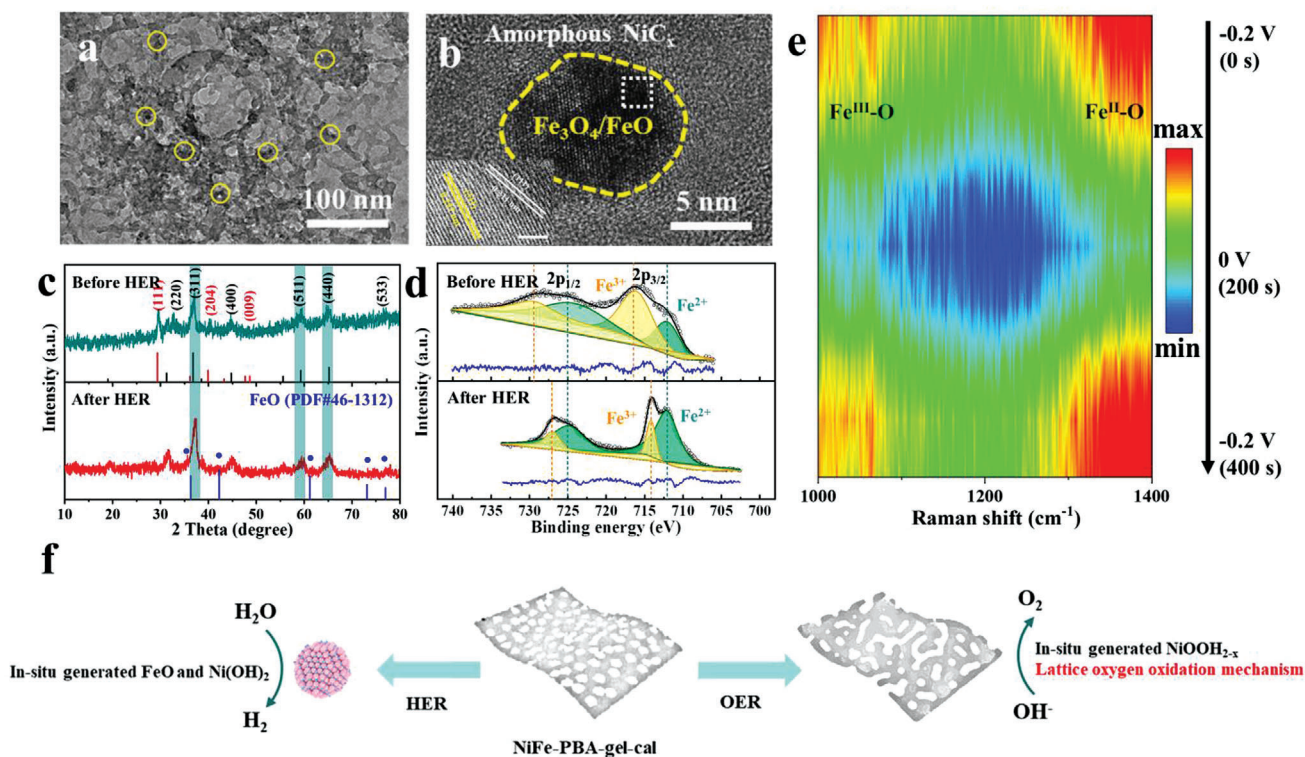 a
100 nm
b
Amorphous NiCₓ
Fe₃O₄/FeO
5 nm
c
Before HER
(111)
(220)
(311)
(204)
(400)
(009)
(511)
(440)
(533)
After HER
FeO (PDF#46-1312)
Intensity (a.u.)
10 20 30 40 50 60 70 80
2 Theta (degree)
d
Before HER
2p₁/₂
Fe³⁺
2p₃/₂
Fe²⁺
After HER
Fe³⁺
Fe²⁺
Intensity (a.u.)
740 735 730 725 720 715 710 705 700
Binding energy (eV)
e
Feᴵᴵᴵ-O
Feᴵᴵ-O
1000 1200 1400
Raman shift (cm⁻¹)
max
min
-0.2 V
(0 s)
0 V
(200 s)
-0.2 V
(400 s)
f
H₂O
In-situ generated FeO and Ni(OH)₂
H₂
HER
NiFe-PBA-gel-cal
OER
O₂
In-situ generated NiOOH₂₋ₓ
Lattice oxygen oxidation mechanism
OH⁻